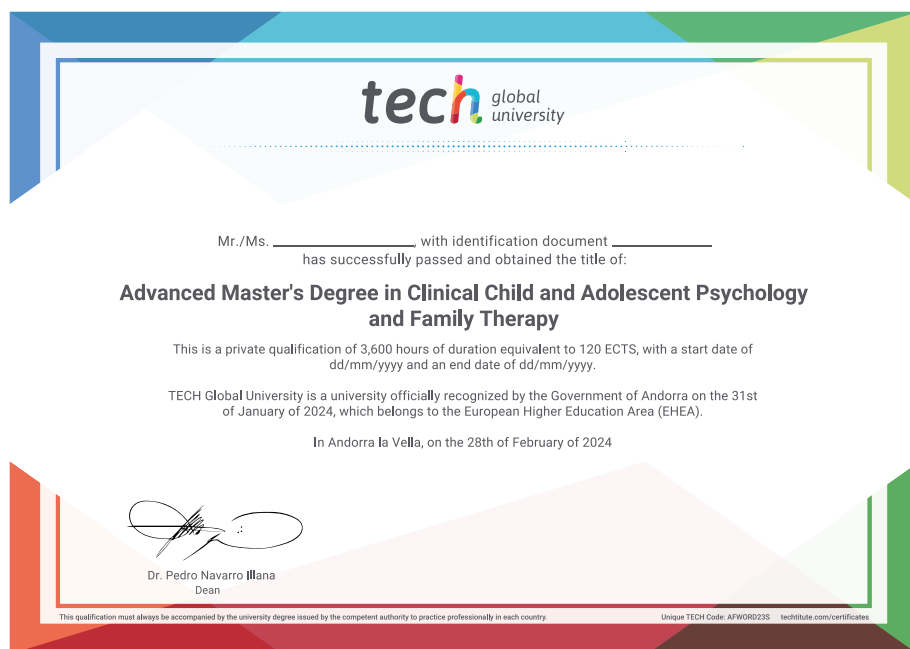 tech global
university
Mr./Ms. ____________, with identification document ____________
has successfully passed and obtained the title of:
Advanced Master's Degree in Clinical Child and Adolescent Psychology
and Family Therapy
This is a private qualification of 3,600 hours of duration equivalent to 120 ECTS, with a start date of
dd/mm/yyyy and an end date of dd/mm/yyyy.
TECH Global University is a university officially recognized by the Government of Andorra on the 31st
of January of 2024, which belongs to the European Higher Education Area (EHEA).
In Andorra la Vella, on the 28th of February of 2024
Dr. Pedro Navarro Illana
Dean
This qualification must always be accompanied by the university degree issued by the competent authority to practice professionally in each country. Unique TECH Code: AFWORD23S techtitute.com/certificates